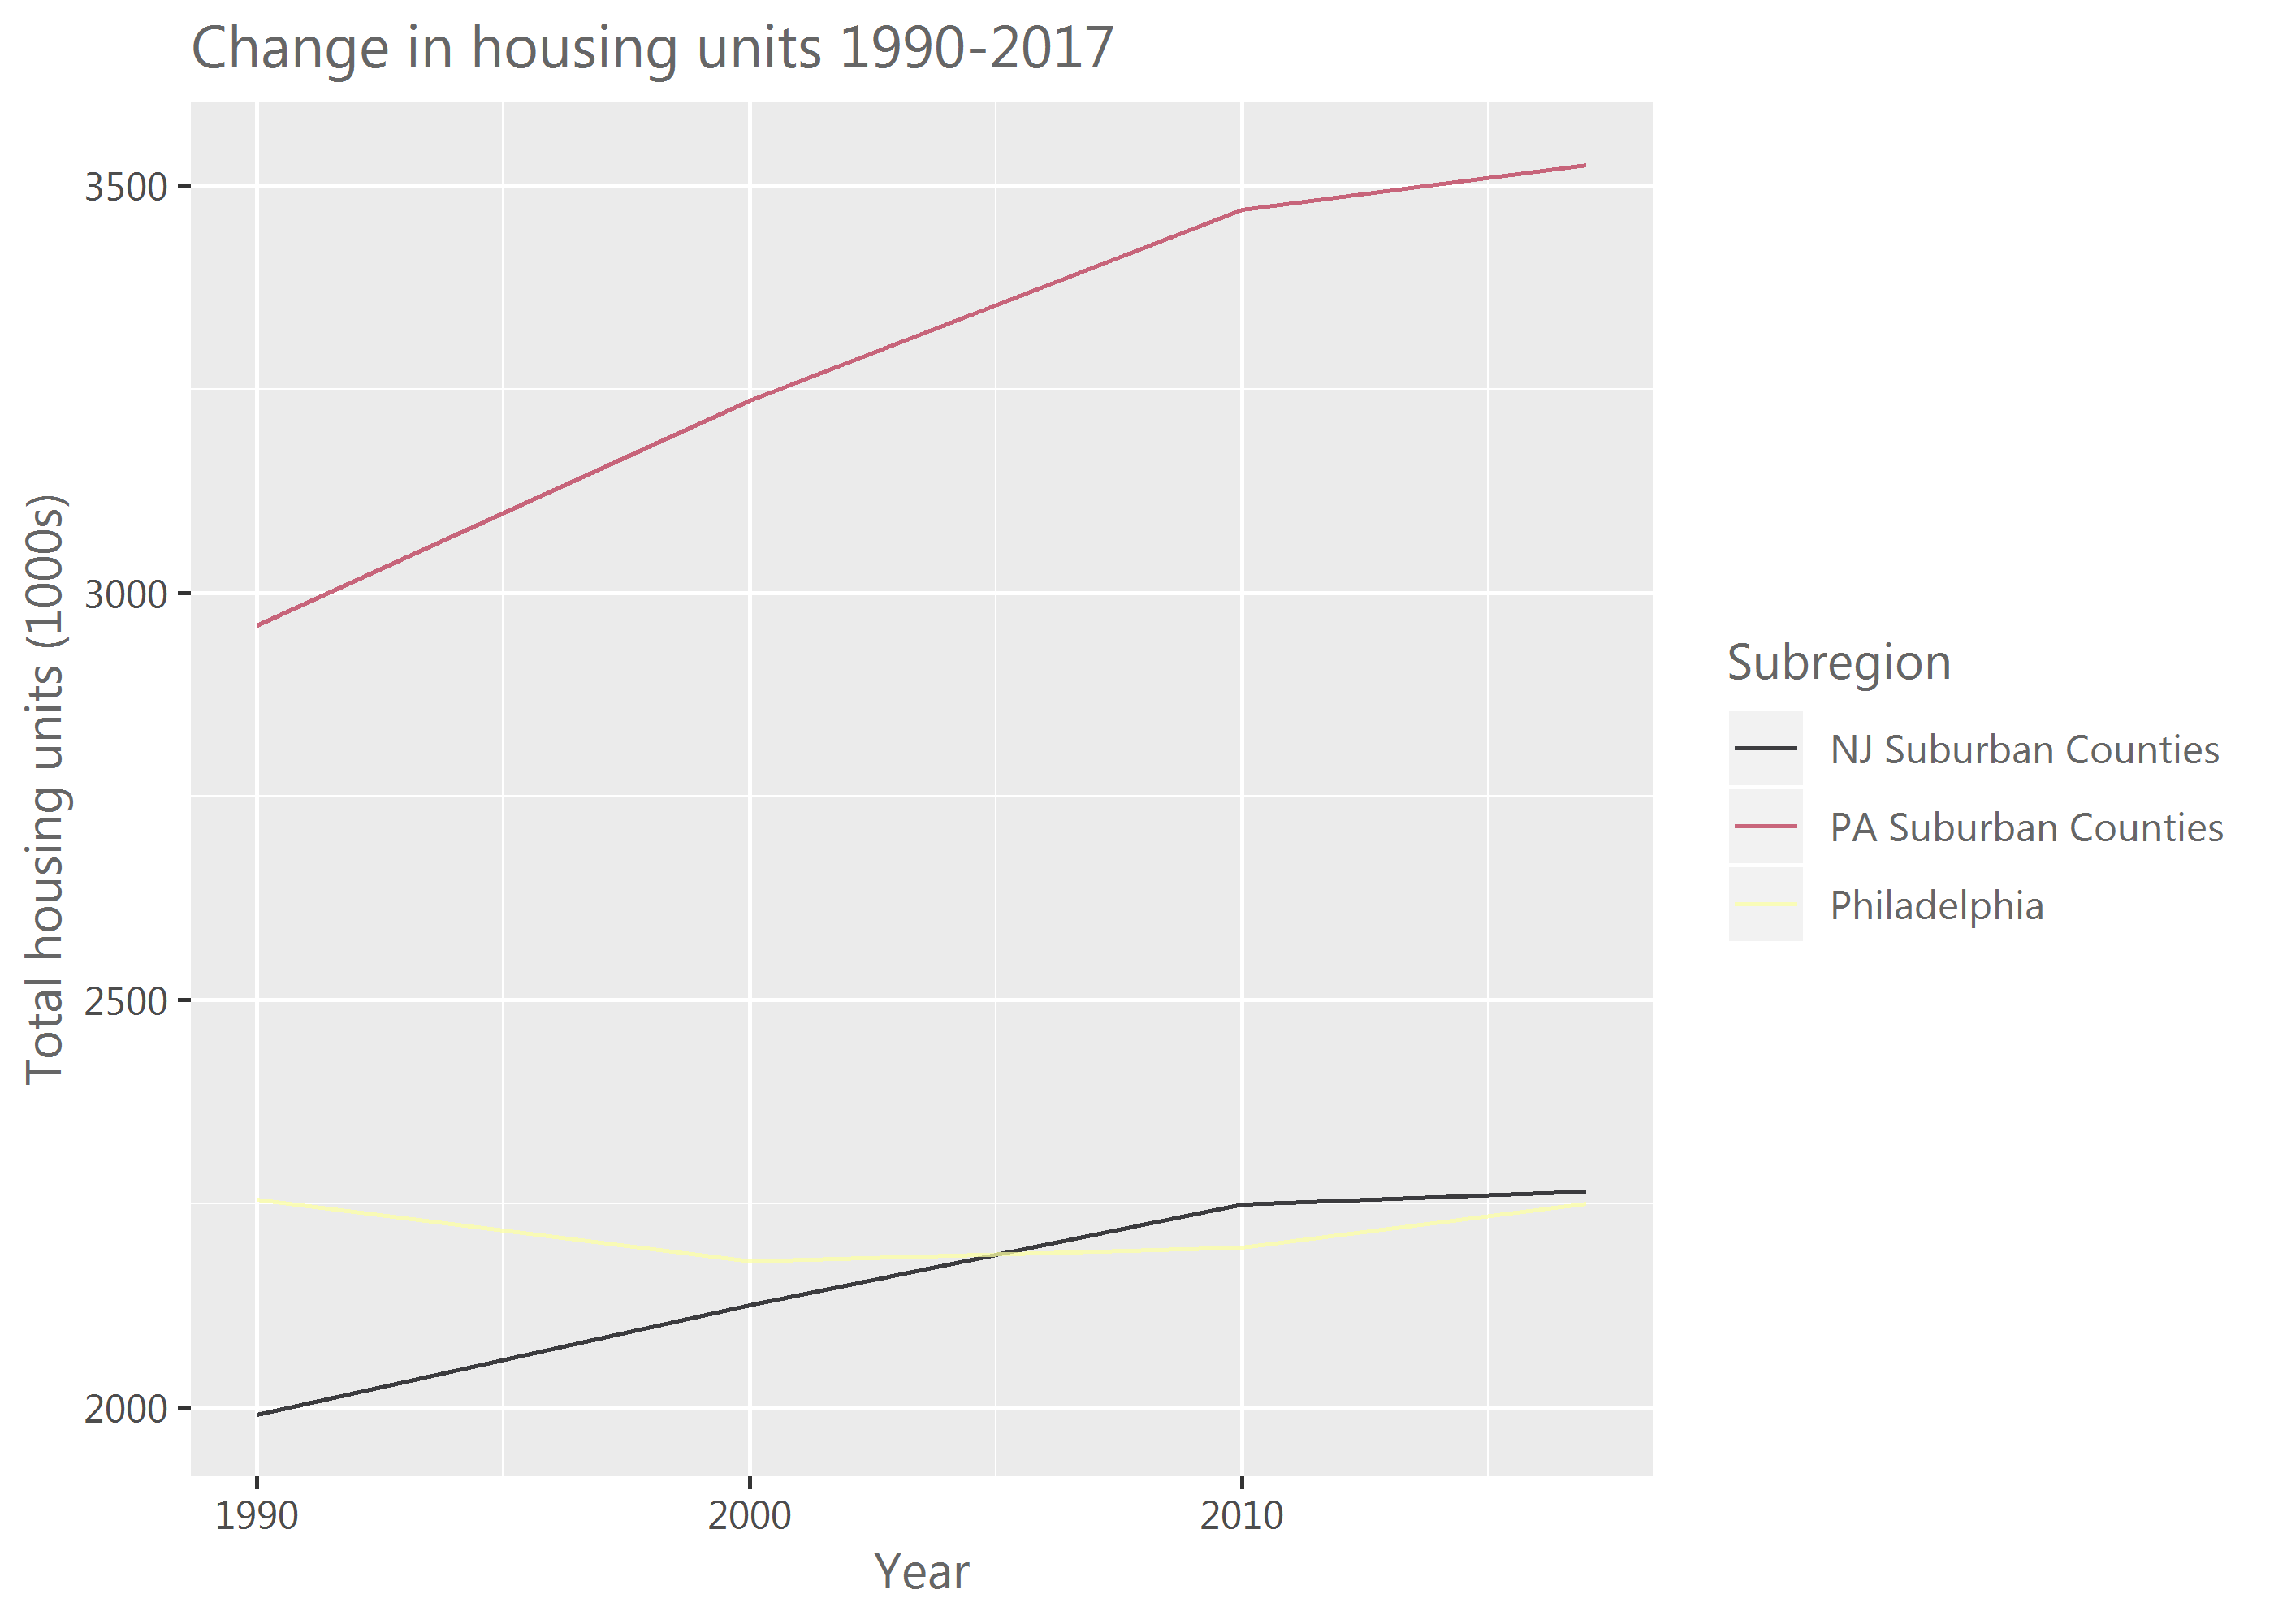 Change in housing units 1990-2017
Total housing units (1000s)
3500
3000
2500
2000
1990
2000
2010
Year
Subregion
NJ Suburban Counties
PA Suburban Counties
Philadelphia